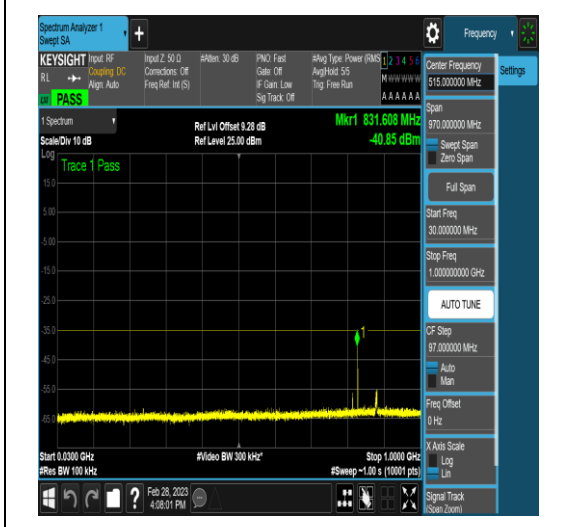 Spectrum Analyzer 1
Swept SA
+
Frequency
KEYSIGHT
RL
PASS
Input: RF
Coupling: DC
Align: Auto
Input Z: 50 Ω
Corrections: Off
Freq Ref: Int (S)
#Atten: 30 dB
PNO: Fast
Gate: Off
IF Gain: Low
Sig Track: Off
#Avg Type: Power (RMS
Avg|Hold: 5/5
Trig: Free Run
1 2 3 4 5 6
M W W W W W
A A A A A A
1 Spectrum
Scale/Div 10 dB
Ref Lvl Offset 9.28 dB
Ref Level 25.00 dBm
Mkr1 831.608 MHz
-40.85 dBm
Log
Trace 1 Pass
15.0
5.00
-5.00
-15.0
-25.0
-35.0
-45.0
-55.0
-65.0
1
Start 0.0300 GHz
#Res BW 100 kHz
#Video BW 300 kHz*
Stop 1.0000 GHz
#Sweep ~1.00 s (10001 pts)
Feb 28, 2023
4:08:01 PM
Center Frequency
515.000000 MHz
Settings
Span
970.000000 MHz
Swept Span
Zero Span
Full Span
Start Freq
30.000000 MHz
Stop Freq
1.000000000 GHz
AUTO TUNE
CF Step
97.000000 MHz
Auto
Man
Freq Offset
0 Hz
X Axis Scale
Log
Lin
Signal Track
(Span Zoom)